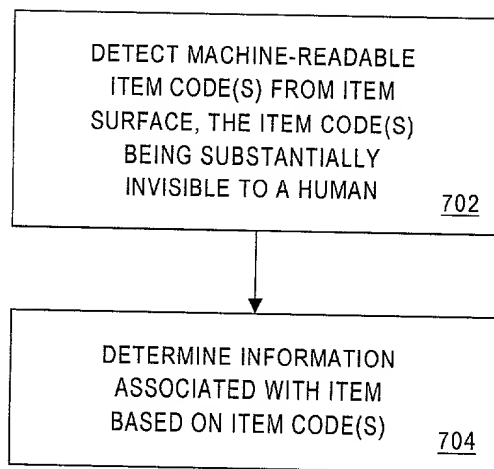 DETECT MACHINE-READABLE
ITEM CODE(S) FROM ITEM
SURFACE, THE ITEM CODE(S)
BEING SUBSTANTIALLY
INVISIBLE TO A HUMAN
702
DETERMINE INFORMATION
ASSOCIATED WITH ITEM
BASED ON ITEM CODE(S)
704